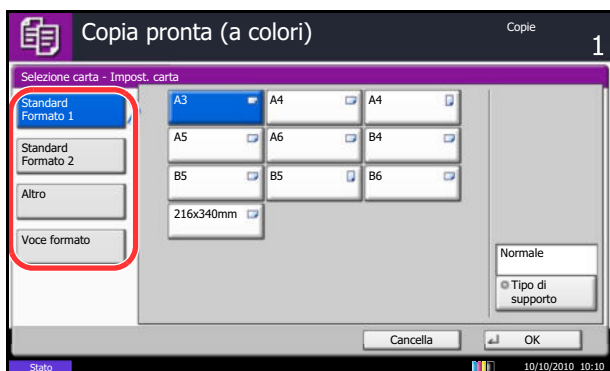 Copia pronta (a colori)
Copie
1
Selezione carta - Impost. carta
Standard
Formato 1
Standard
Formato 2
Altro
Voce formato
A3
A4
A4
A5
A6
B4
B5
B5
B6
216x340mm
Normale
Tipo di
supporto
Cancella
OK
Stato
10/10/2010 10:10